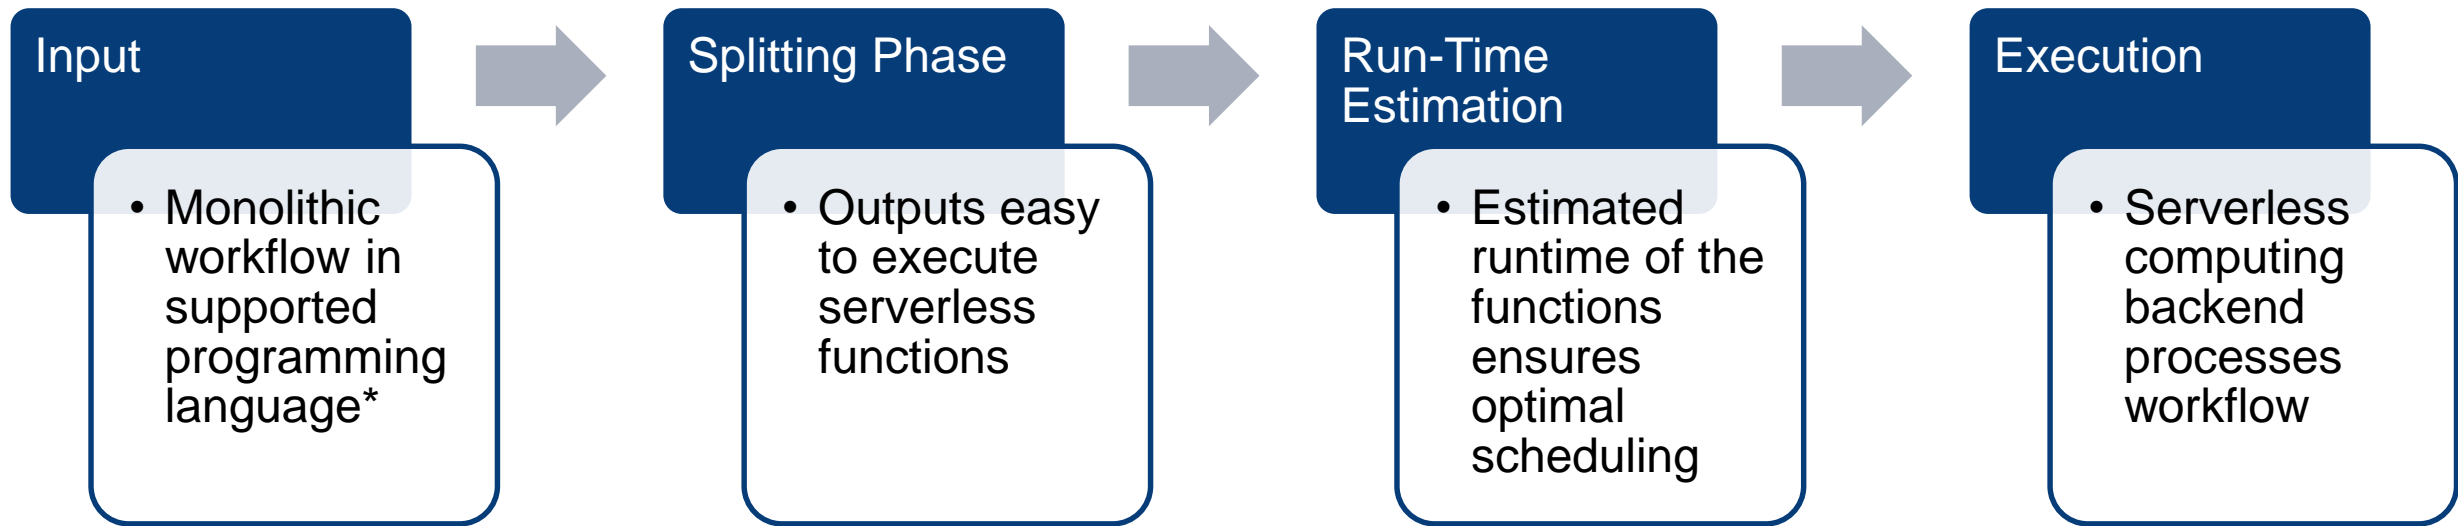 Input
• Monolithic
workflow in
supported
programming
language*
Splitting Phase
• Outputs easy
to execute
serverless
functions
Run-Time
Estimation
• Estimated
runtime of the
functions
ensures
optimal
scheduling
Execution
• Serverless
computing
backend
processes
workflow